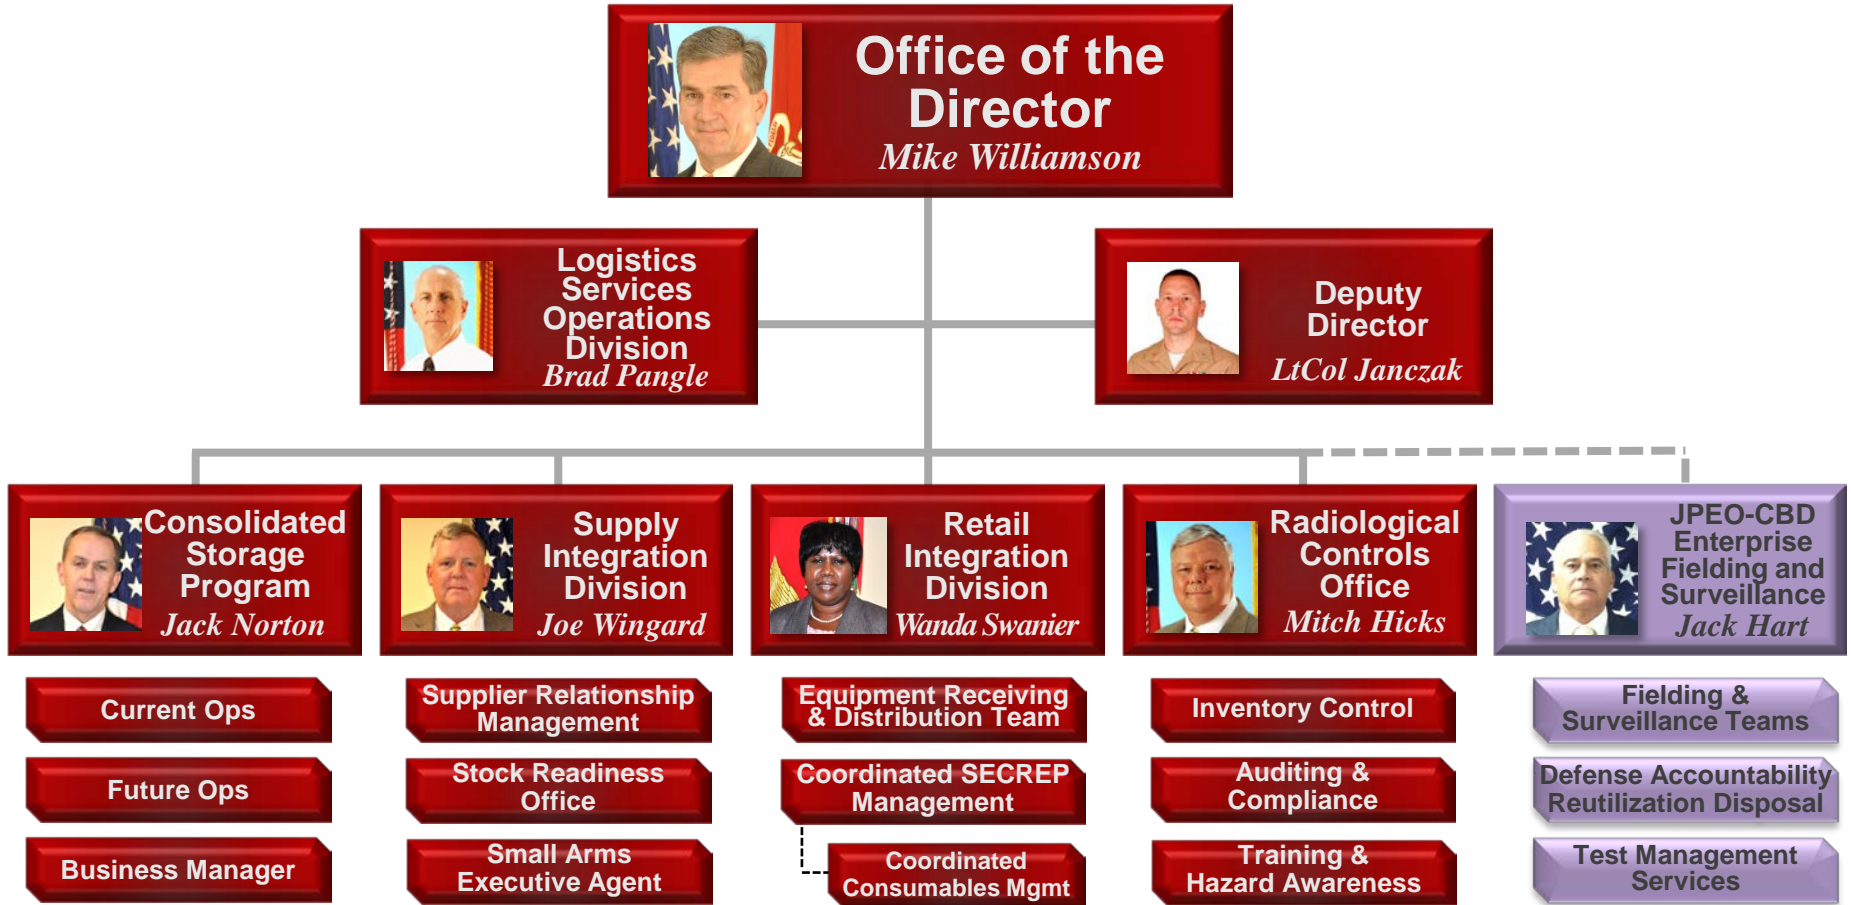 Office of the
Director
Mike Williamson
Logistics
Services
Operations
Division
Brad Pangle
Deputy
Director
LtCol Janczak
Consolidated
Storage
Program
Jack Norton
Supply
Integration
Division
Joe Wingard
Retail
Integration
Division
Wanda Swanier
Radiological
Controls
Office
Mitch Hicks
JPEO-CBD
Enterprise
Fielding and
Surveillance
Jack Hart
Current Ops
Future Ops
Business Manager
Supplier Relationship
Management
Stock Readiness
Office
Small Arms
Executive Agent
Equipment Receiving
& Distribution Team
Coordinated SECREP
Management
Coordinated
Consumables Mgmt
Inventory Control
Auditing &
Compliance
Training &
Hazard Awareness
Fielding &
Surveillance Teams
Defense Accountability
Reutilization Disposal
Test Management
Services